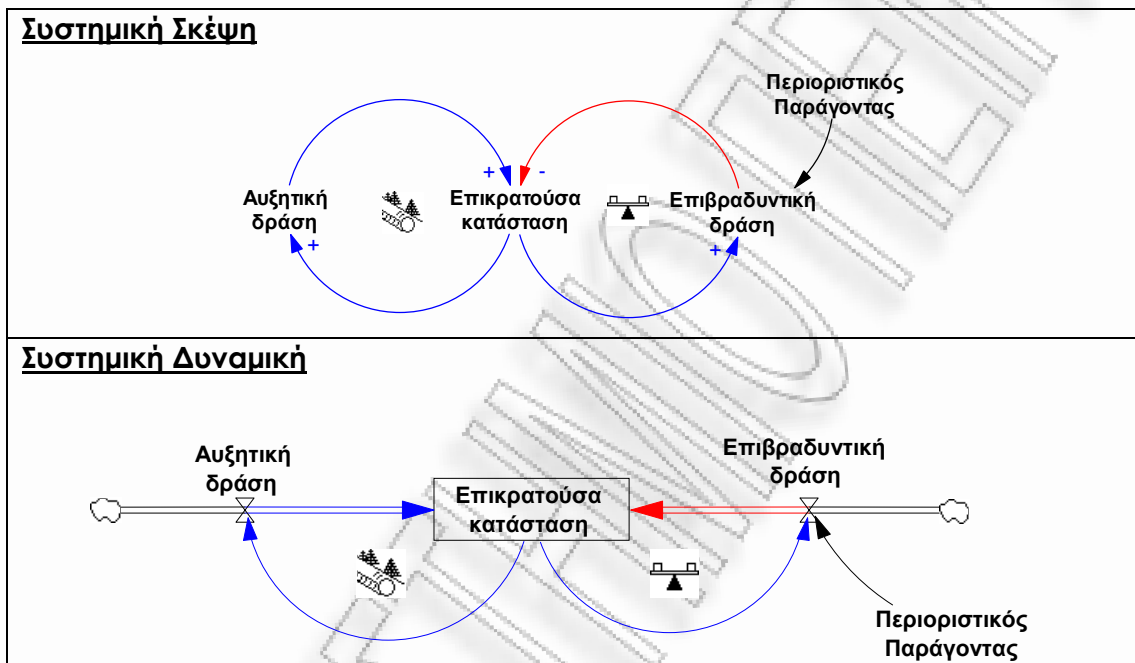 Συστημική Σκέψη
Περιοριστικός
Παράγοντας
Αυξητική
δράση
+
+
Επικρατούσα
κατάσταση
-
Επιβραδυντική
δράση
+
Συστημική Δυναμική
Αυξητική
δράση
Επικρατούσα
κατάσταση
Επιβραδυντική
δράση
Περιοριστικός
Παράγοντας